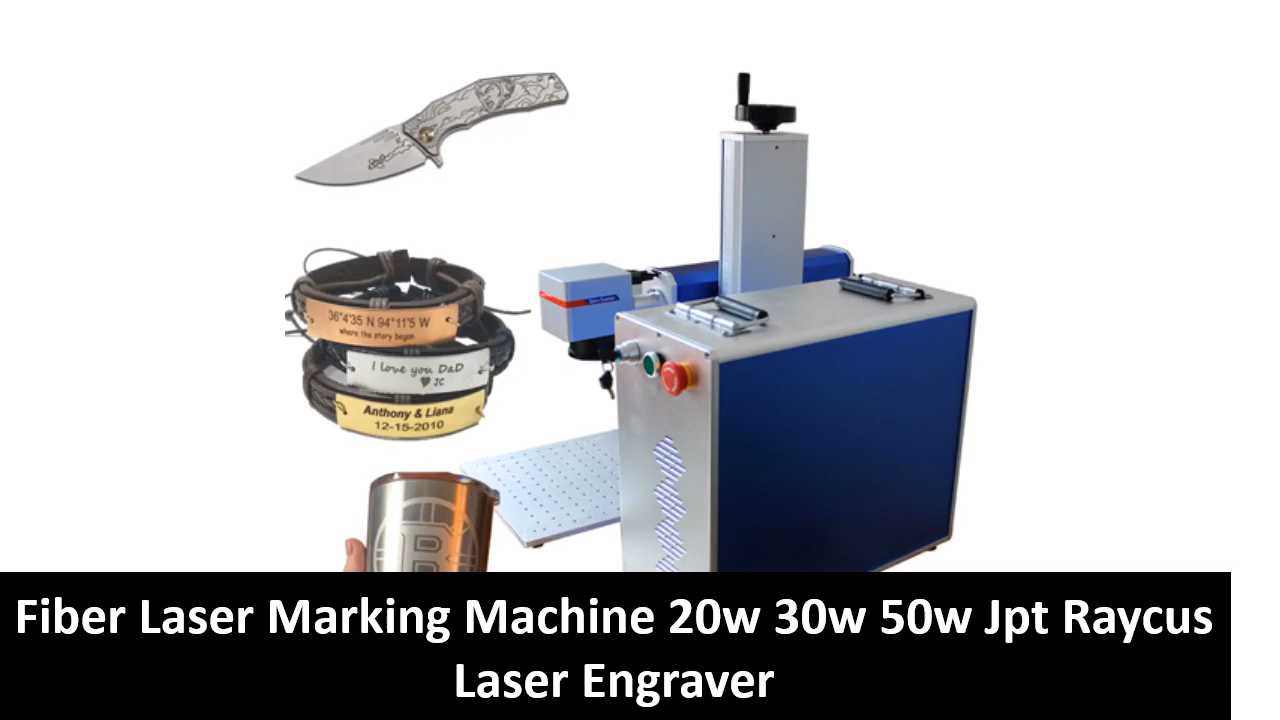 36°4'35 N 94°11'5 W
where the story began
I love you DaD
JC
Anthony & Liana
12-15-2010
B
Fiber Laser Marking Machine 20w 30w 50w Jpt Raycus
Laser Engraver